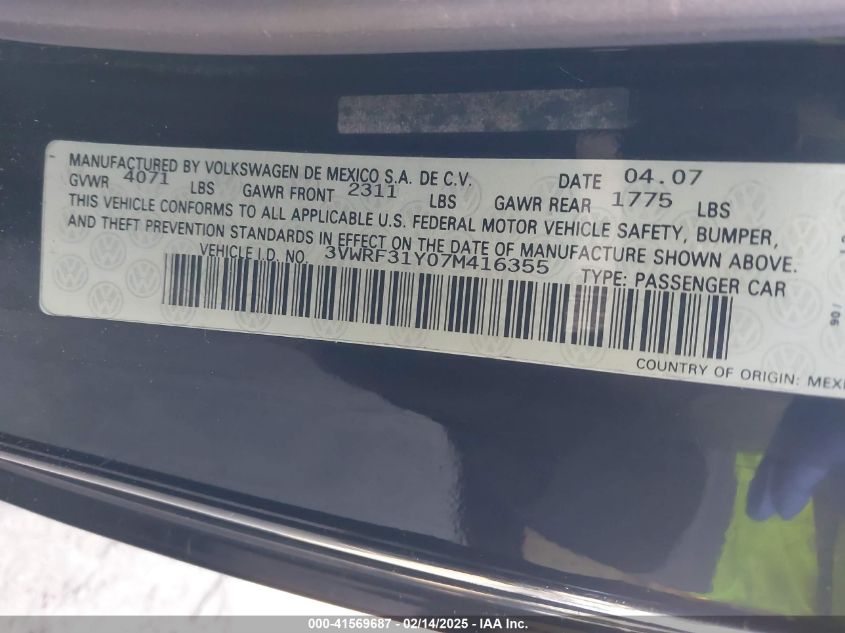 MANUFACTURED BY VOLKSWAGEN DE MEXICO S.A. DE C.V. DATE 04.07
GVWR 4071 LBS GAWR FRONT 2311 LBS GAWR REAR 1775 LBS
THIS VEHICLE CONFORMS TO ALL APPLICABLE U.S. FEDERAL MOTOR VEHICLE SAFETY, BUMPER,
AND THEFT PREVENTION STANDARDS IN EFFECT ON THE DATE OF MANUFACTURE SHOWN ABOVE.
VEHICLE I.D. NO. 3VWRF31Y07M416355 TYPE: PASSENGER CAR
COUNTRY OF ORIGIN:
000-41569687 - 02/14/2025 - IAA Inc.